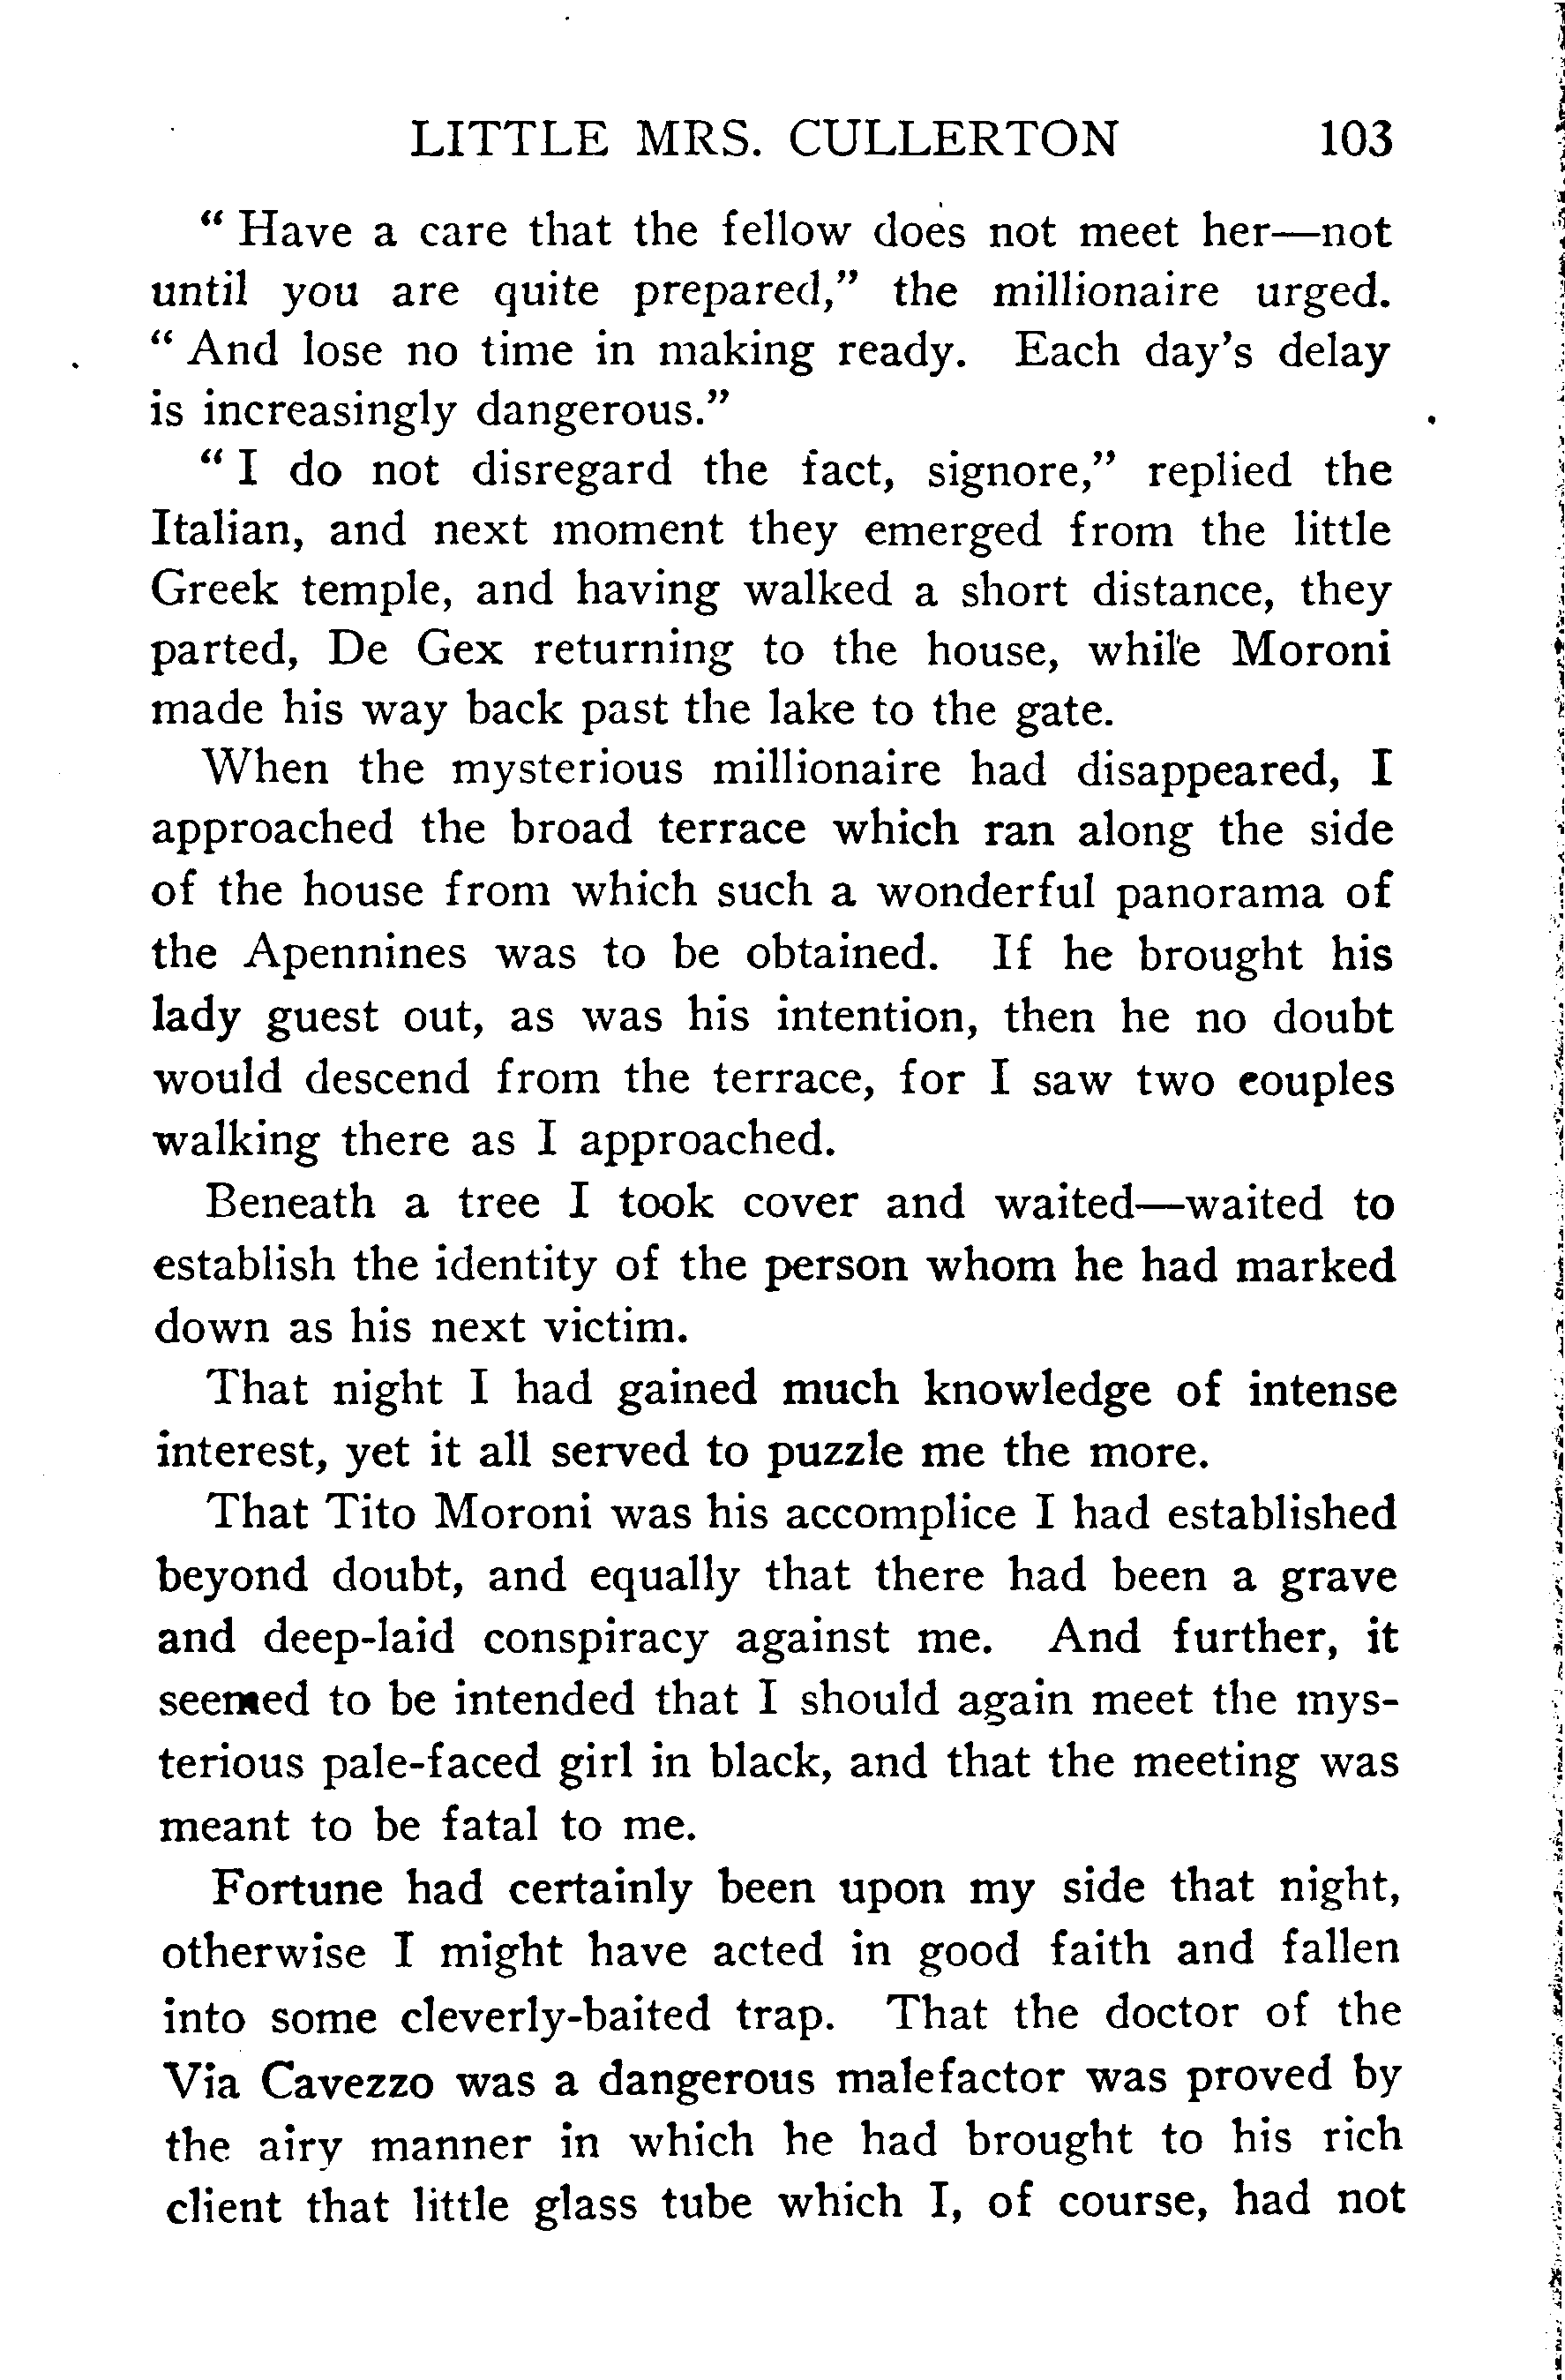 LITTLE MRS. CULLERTON 103
“ Have a care that the fellow does not meet her—not
until you are quite prepared,” the millionaire urged.
“ And lose no time in making ready. Each day’s delay
is increasingly dangerous.”
“ I do not disregard the fact, signore,” replied the
Italian, and next moment they emerged from the little
Greek temple, and having walked a short distance, they
parted, De Gex returning to the house, while Moroni
made his way back past the lake to the gate.
When the mysterious millionaire had disappeared, I
approached the broad terrace which ran along the side
of the house from which such a wonderful panorama of
the Apennines was to be obtained. If he brought his
lady guest out, as was his intention, then he no doubt
would descend from the terrace, for I saw two couples
walking there as I approached.
Beneath a tree I took cover and waited—waited to
establish the identity of the person whom he had marked
down as his next victim.
That night I had gained much knowledge of intense
interest, yet it all served to puzzle me the more.
That Tito Moroni was his accomplice I had established
beyond doubt, and equally that there had been a grave
and deep-laid conspiracy against me. And further, it
seemed to be intended that I should again meet the mys-
terious pale-faced girl in black, and that the meeting was
meant to be fatal to me.
Fortune had certainly been upon my side that night,
otherwise I might have acted in good faith and fallen
into some cleverly-baited trap. That the doctor of the
Via Cavezzo was a dangerous malefactor was proved by
the airy manner in which he had brought to his rich
client that little glass tube which I, of course, had not